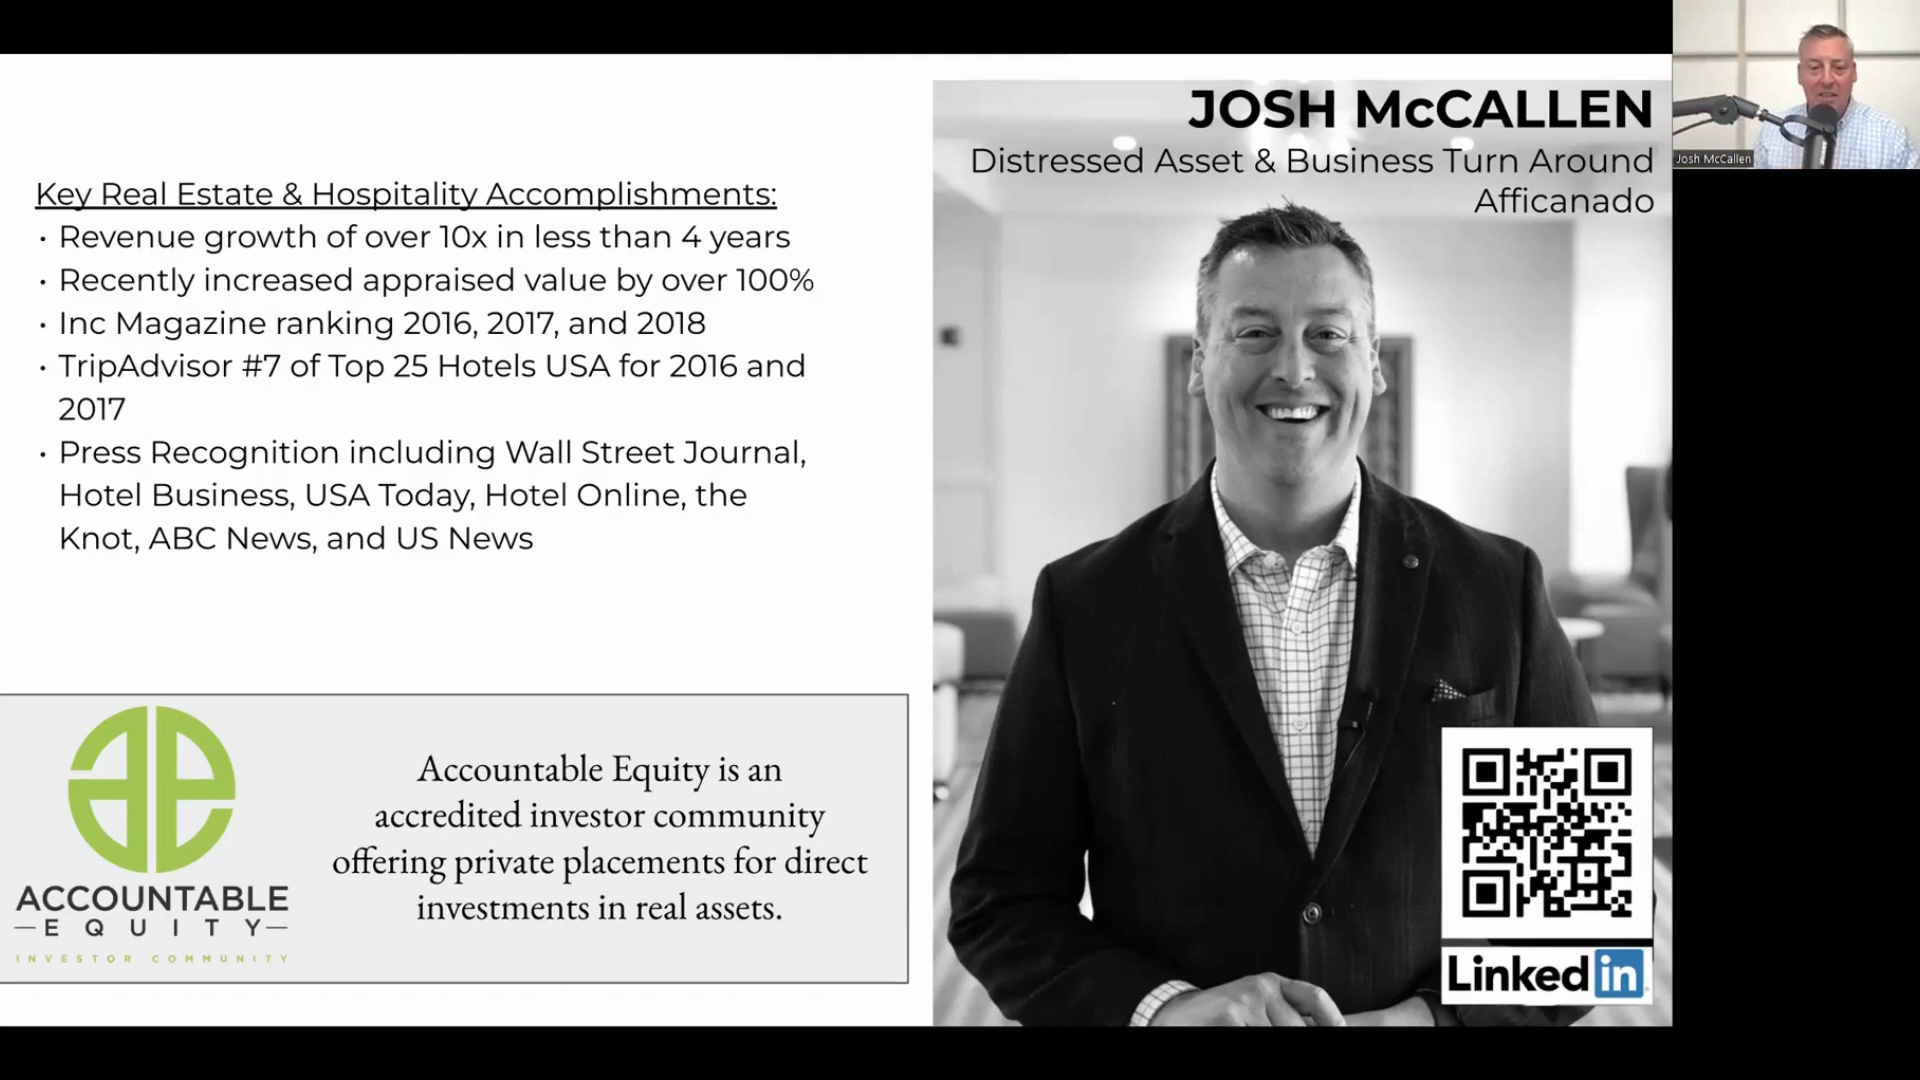 JOSH McCALLEN
Distressed Asset & Business Turn Around
Afficanado
Josh McCallen
Key Real Estate & Hospitality Accomplishments:
• Revenue growth of over 10x in less than 4 years
• Recently increased appraised value by over 100%
• Inc Magazine ranking 2016, 2017, and 2018
• TripAdvisor #7 of Top 25 Hotels USA for 2016 and
2017
• Press Recognition including Wall Street Journal,
Hotel Business, USA Today, Hotel Online, the
Knot, ABC News, and US News
ae
ACCOUNTABLE
EQUITY
INVESTOR COMMUNITY
Accountable Equity is an
accredited investor community
offering private placements for direct
investments in real assets.
Linked in